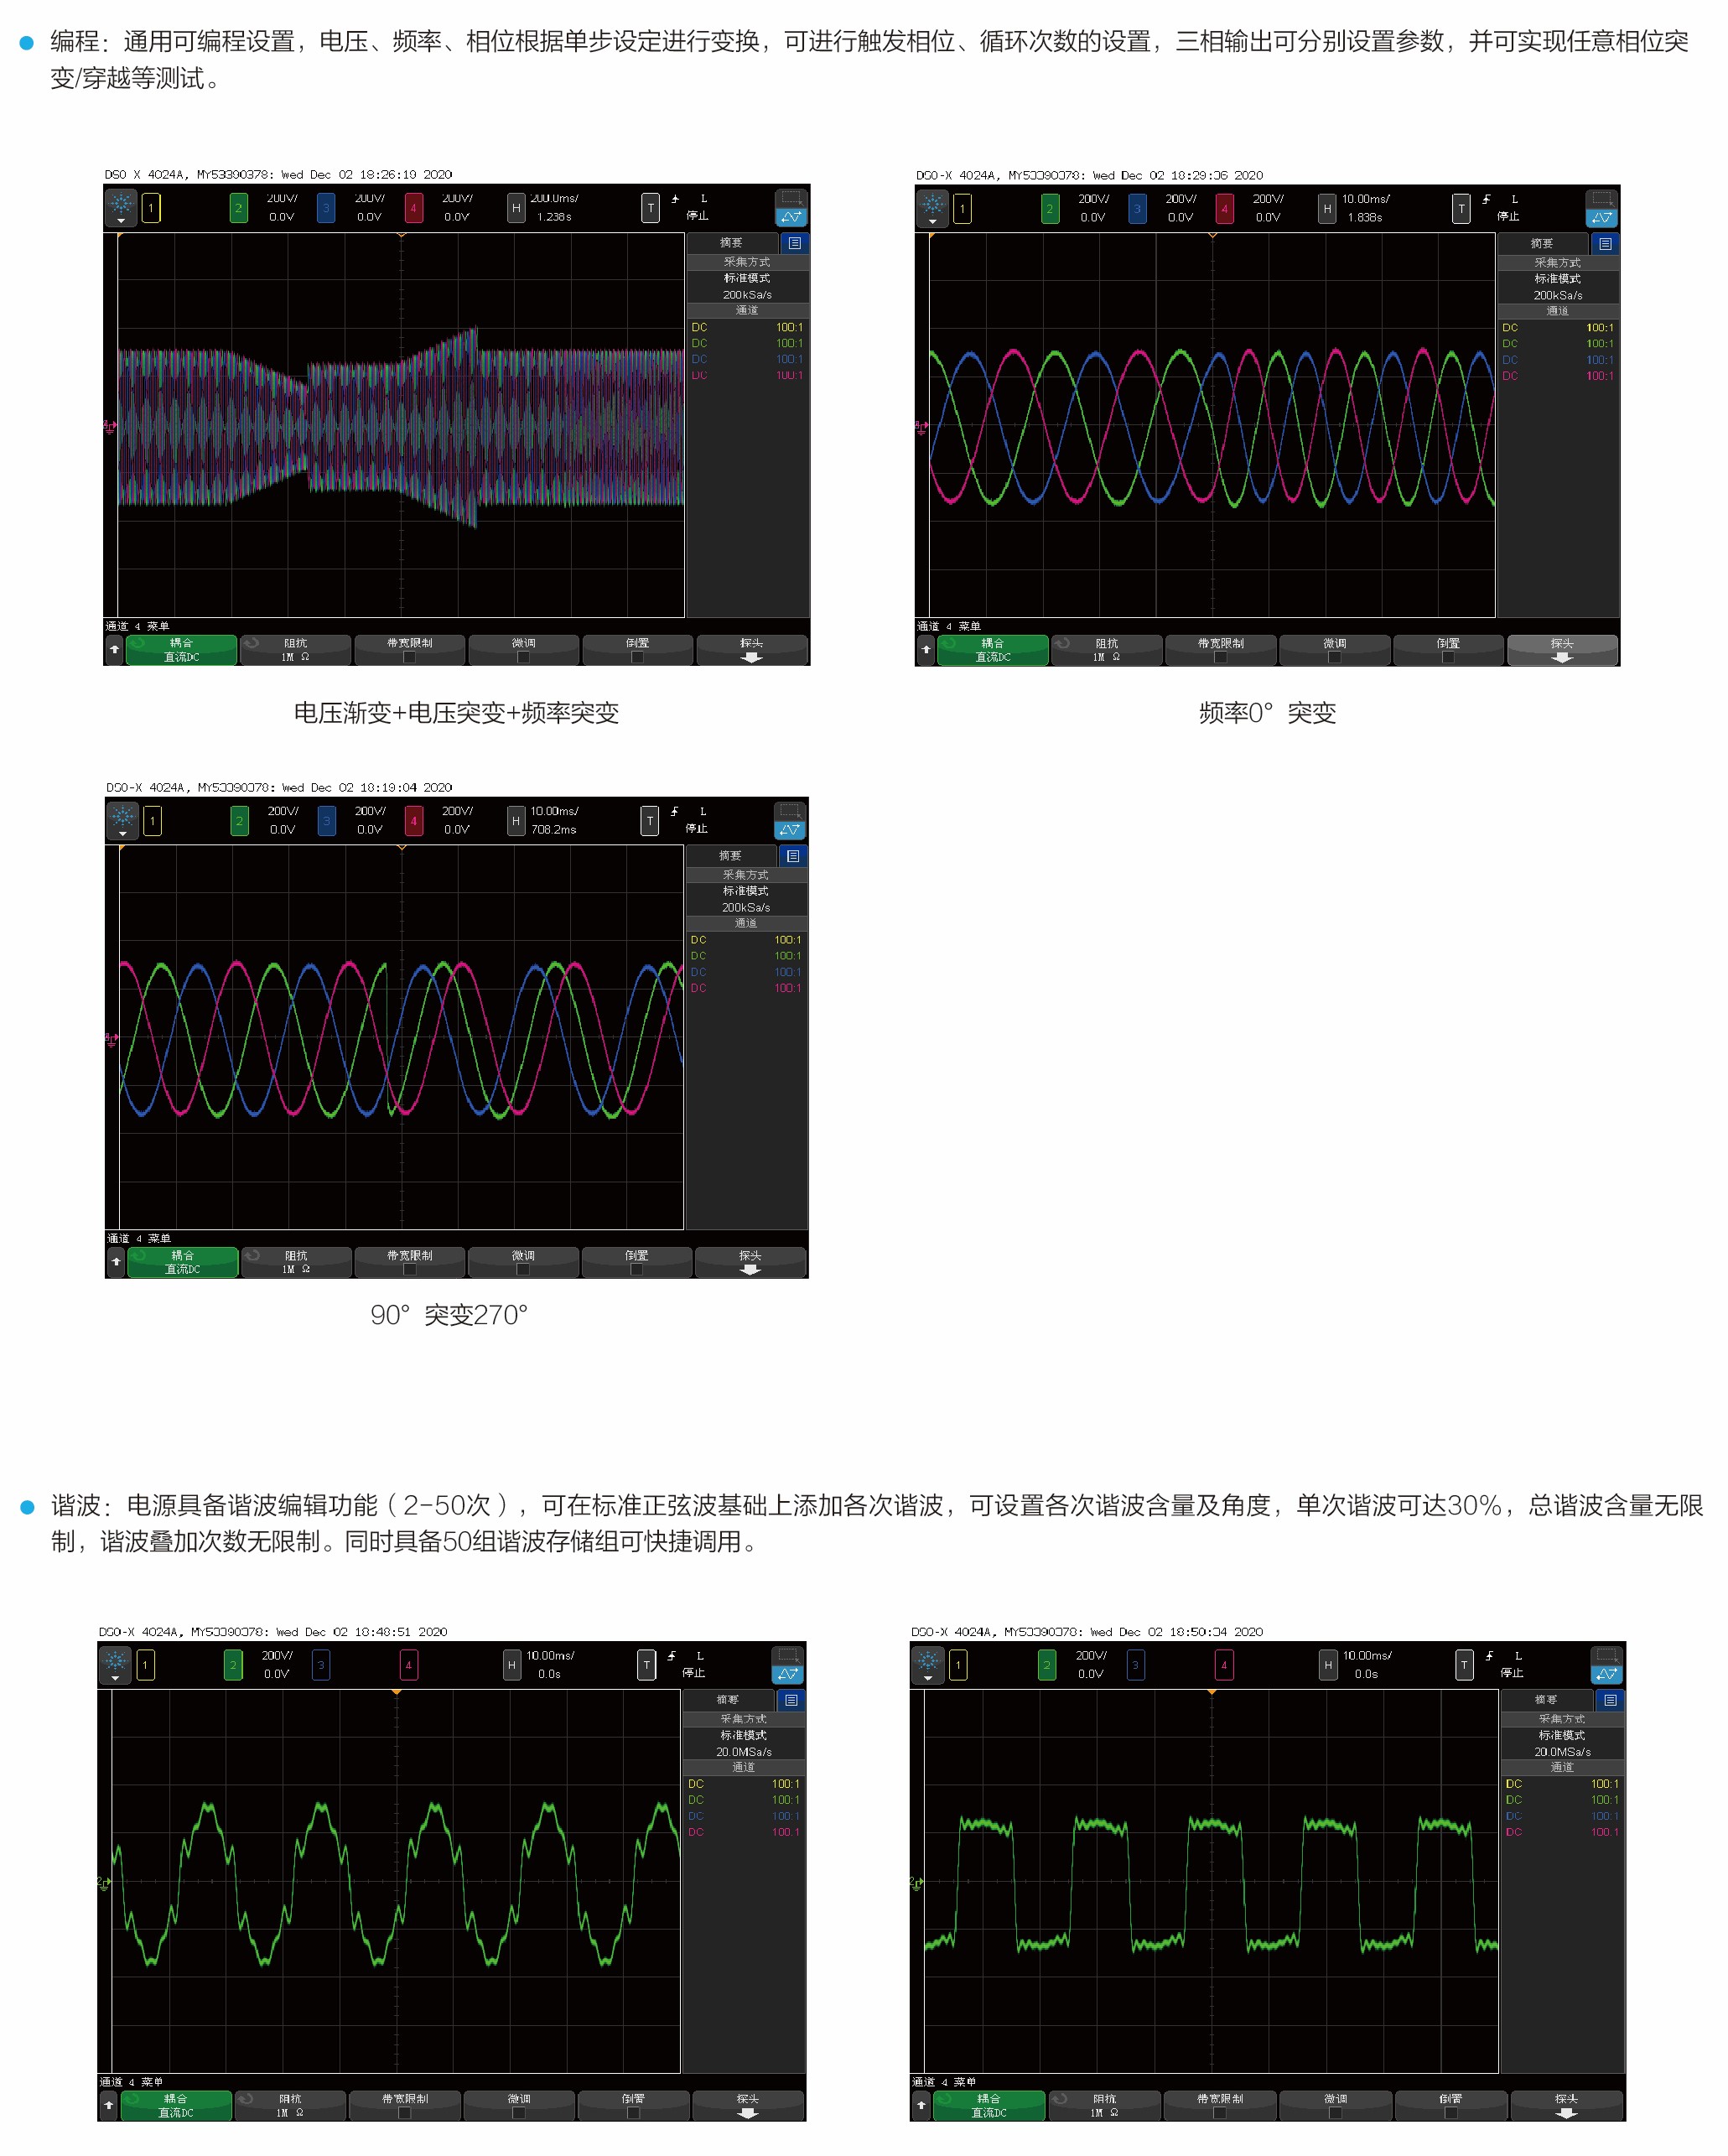 编程：通用可编程设置，电压、频率、相位根据单步设定进行变换，可进行触发相位、循环次数的设置，三相输出可分别设置参数，并可实现任意相位突
变/穿越等测试。
DSO X 4024A, MY53390378: Wed Dec 02 18:26:19 2020
1 2 200V/ 3 200V/ 4 200V/ H 200.0ms/ T L
0.0V 0.0V 0.0V 1.238s 停止
摘要
采集方式
标准模式
200kSa/s
通道
DC 100:1
DC 100:1
DC 100:1
DC 100:1
通道 4 菜单
耦合 阻抗 带宽限制 微调 倒置 探头
直流DC 1M Ω
电压渐变+电压突变+频率突变
DSO-X 4024A, MY53390378: Wed Dec 02 18:29:36 2020
1 2 200V/ 3 200V/ 4 200V/ H 10.00ms/ T L
0.0V 0.0V 0.0V 1.838s 停止
摘要
采集方式
标准模式
200kSa/s
通道
DC 100:1
DC 100:1
DC 100:1
DC 100:1
通道 4 菜单
耦合 阻抗 带宽限制 微调 倒置 探头
直流DC 1M Ω
频率0°突变
DSO-X 4024A, MY53390378: Wed Dec 02 18:19:04 2020
1 2 200V/ 3 200V/ 4 200V/ H 10.00ms/ T L
0.0V 0.0V 0.0V 708.2ms 停止
摘要
采集方式
标准模式
200kSa/s
通道
DC 100:1
DC 100:1
DC 100:1
DC 100:1
通道 4 菜单
耦合 阻抗 带宽限制 微调 倒置 探头
直流DC 1M Ω
90°突变270°
谐波：电源具备谐波编辑功能（2-50次），可在标准正弦波基础上添加各次谐波，可设置各次谐波含量及角度，单次谐波可达30%，总谐波含量无限
制，谐波叠加次数无限制。同时具备50组谐波存储组可快捷调用。
DSO-X 4024A, MY53390378: Wed Dec 02 18:48:51 2020
1 2 200V/ 3 4 H 10.00ms/ T L
0.0V 0.0s 停止
摘要
采集方式
标准模式
20.0MSa/s
通道
DC 100:1
DC 100:1
DC 100:1
DC 100:1
2
通道 4 菜单
耦合 阻抗 带宽限制 微调 倒置 探头
直流DC 1M Ω
DSO-X 4024A, MY53390378: Wed Dec 02 18:50:34 2020
1 2 200V/ 3 4 H 10.00ms/ T L
0.0V 0.0s 停止
摘要
采集方式
标准模式
20.0MSa/s
通道
DC 100:1
DC 100:1
DC 100:1
DC 100:1
2
通道 4 菜单
耦合 阻抗 带宽限制 微调 倒置 探头
直流DC 1M Ω